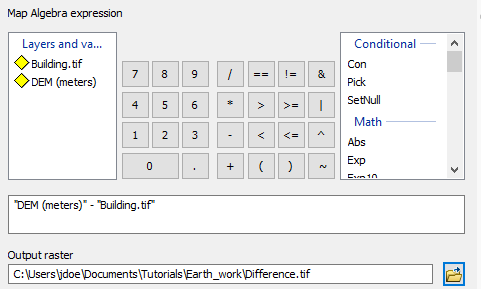 Map Algebra expression
Layers and va...
Building.tif
DEM (meters)
7 8 9 / == != &
4 5 6 * > >= |
1 2 3 - < <= ^
0 . + ( ) ~
Conditional
Con
Pick
SetNull
Math
Abs
Exp
Exp10
"DEM (meters)" - "Building.tif"
Output raster
C:\Users\jdoe\Documents\Tutorials\Earth_work\Difference.tif